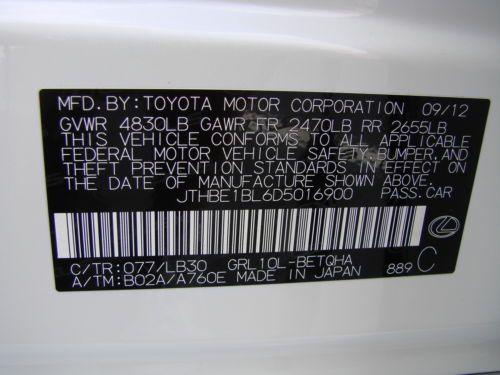 MFD.BY:TOYOTA MOTOR CORPORATION 09/12
GVWR 4830LB GAWR FR 2470LB RR 2655LB
THIS VEHICLE CONFORMS TO ALL APPLICABLE
FEDERAL MOTOR VEHICLE SAFETY,BUMPER,AND
THEFT PREVENTION STANDARDS IN EFFECT ON
THE DATE OF MANUFACTURE SHOWN ABOVE.
JTHBE1BL6D5016900 PASS.CAR
C/TR:077/LB30 GRL10L-BETQHA
A/TM:B02A/A760E MADE IN JAPAN 889 C